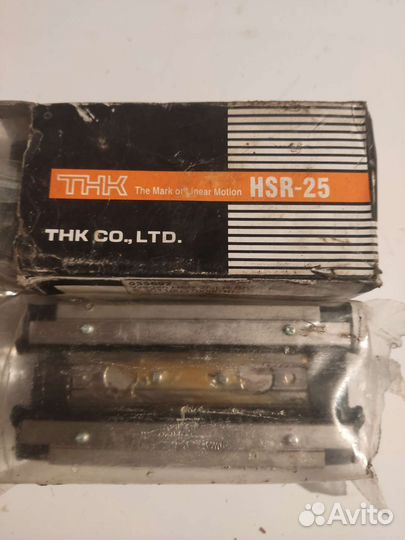 THK The Mark of Linear Motion HSR-25
THK CO., LTD.
Avito